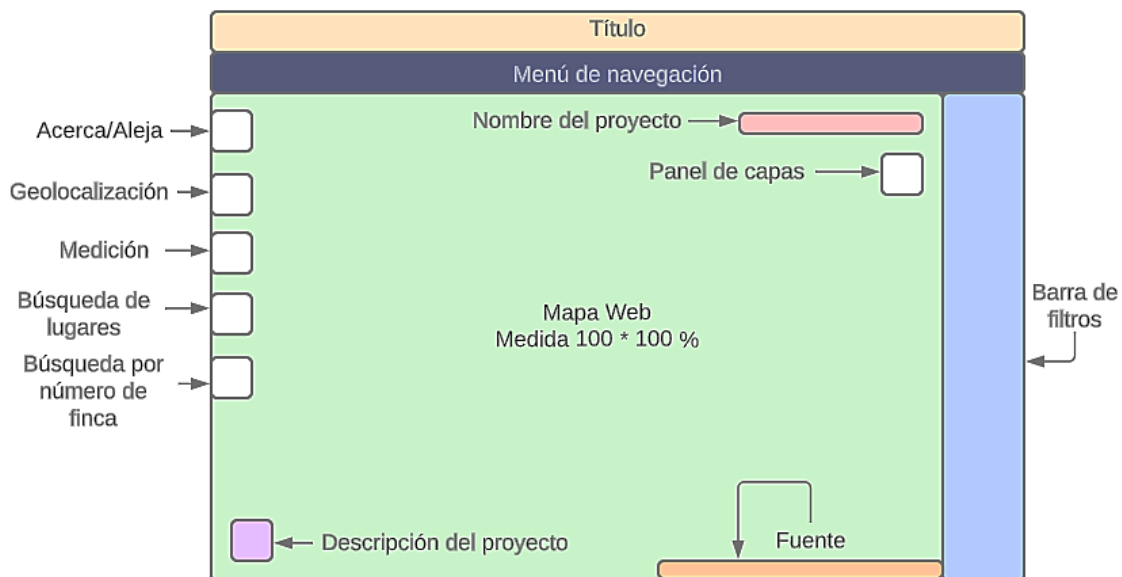 Título
Menú de navegación
Acerca/Aleja
Nombre del proyecto
Panel de capas
Geolocalización
Medición
Búsqueda de
lugares
Búsqueda por
número de
finca
Mapa Web
Medida 100 * 100 %
Barra de
filtros
Descripción del proyecto
Fuente